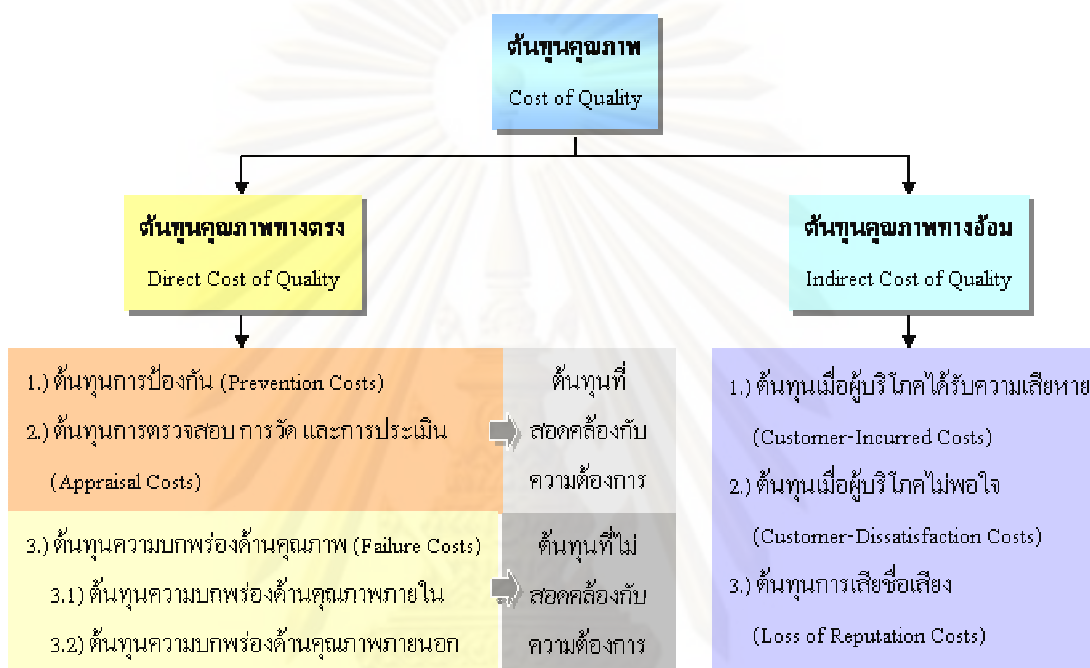 ต้นทุนคุณภาพ
Cost of Quality
ต้นทุนคุณภาพทางตรง
Direct Cost of Quality
ต้นทุนคุณภาพทางอ้อม
Indirect Cost of Quality
1.) ต้นทุนการป้องกัน (Prevention Costs)
2.) ต้นทุนการตรวจสอบ การวัด และการประเมิน
(Appraisal Costs)
ต้นทุนที่
สอดคล้องกับ
ความต้องการ
3.) ต้นทุนความบกพร่องด้านคุณภาพ (Failure Costs)
3.1) ต้นทุนความบกพร่องด้านคุณภาพภายใน
3.2) ต้นทุนความบกพร่องด้านคุณภาพภายนอก
ต้นทุนที่ไม่
สอดคล้องกับ
ความต้องการ
1.) ต้นทุนเมื่อผู้บริโภคได้รับความเสียหาย
(Customer-Incurred Costs)
2.) ต้นทุนเมื่อผู้บริโภคไม่พอใจ
(Customer-Dissatisfaction Costs)
3.) ต้นทุนการเสียชื่อเสียง
(Loss of Reputation Costs)